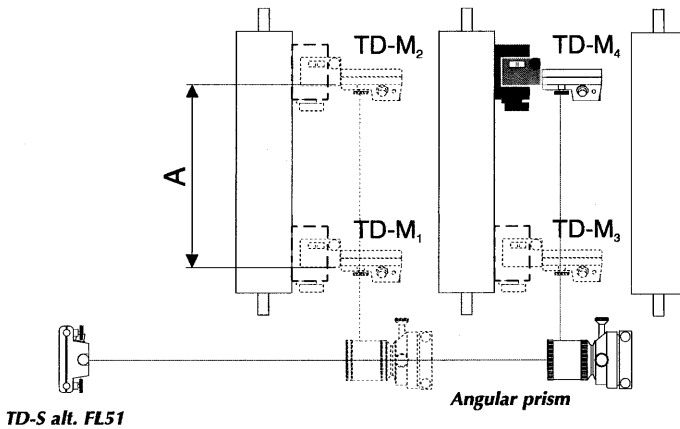 TD-M₂
TD-M₄
A
TD-M₁
TD-M₃
Angular prism
TD-S alt. FL51